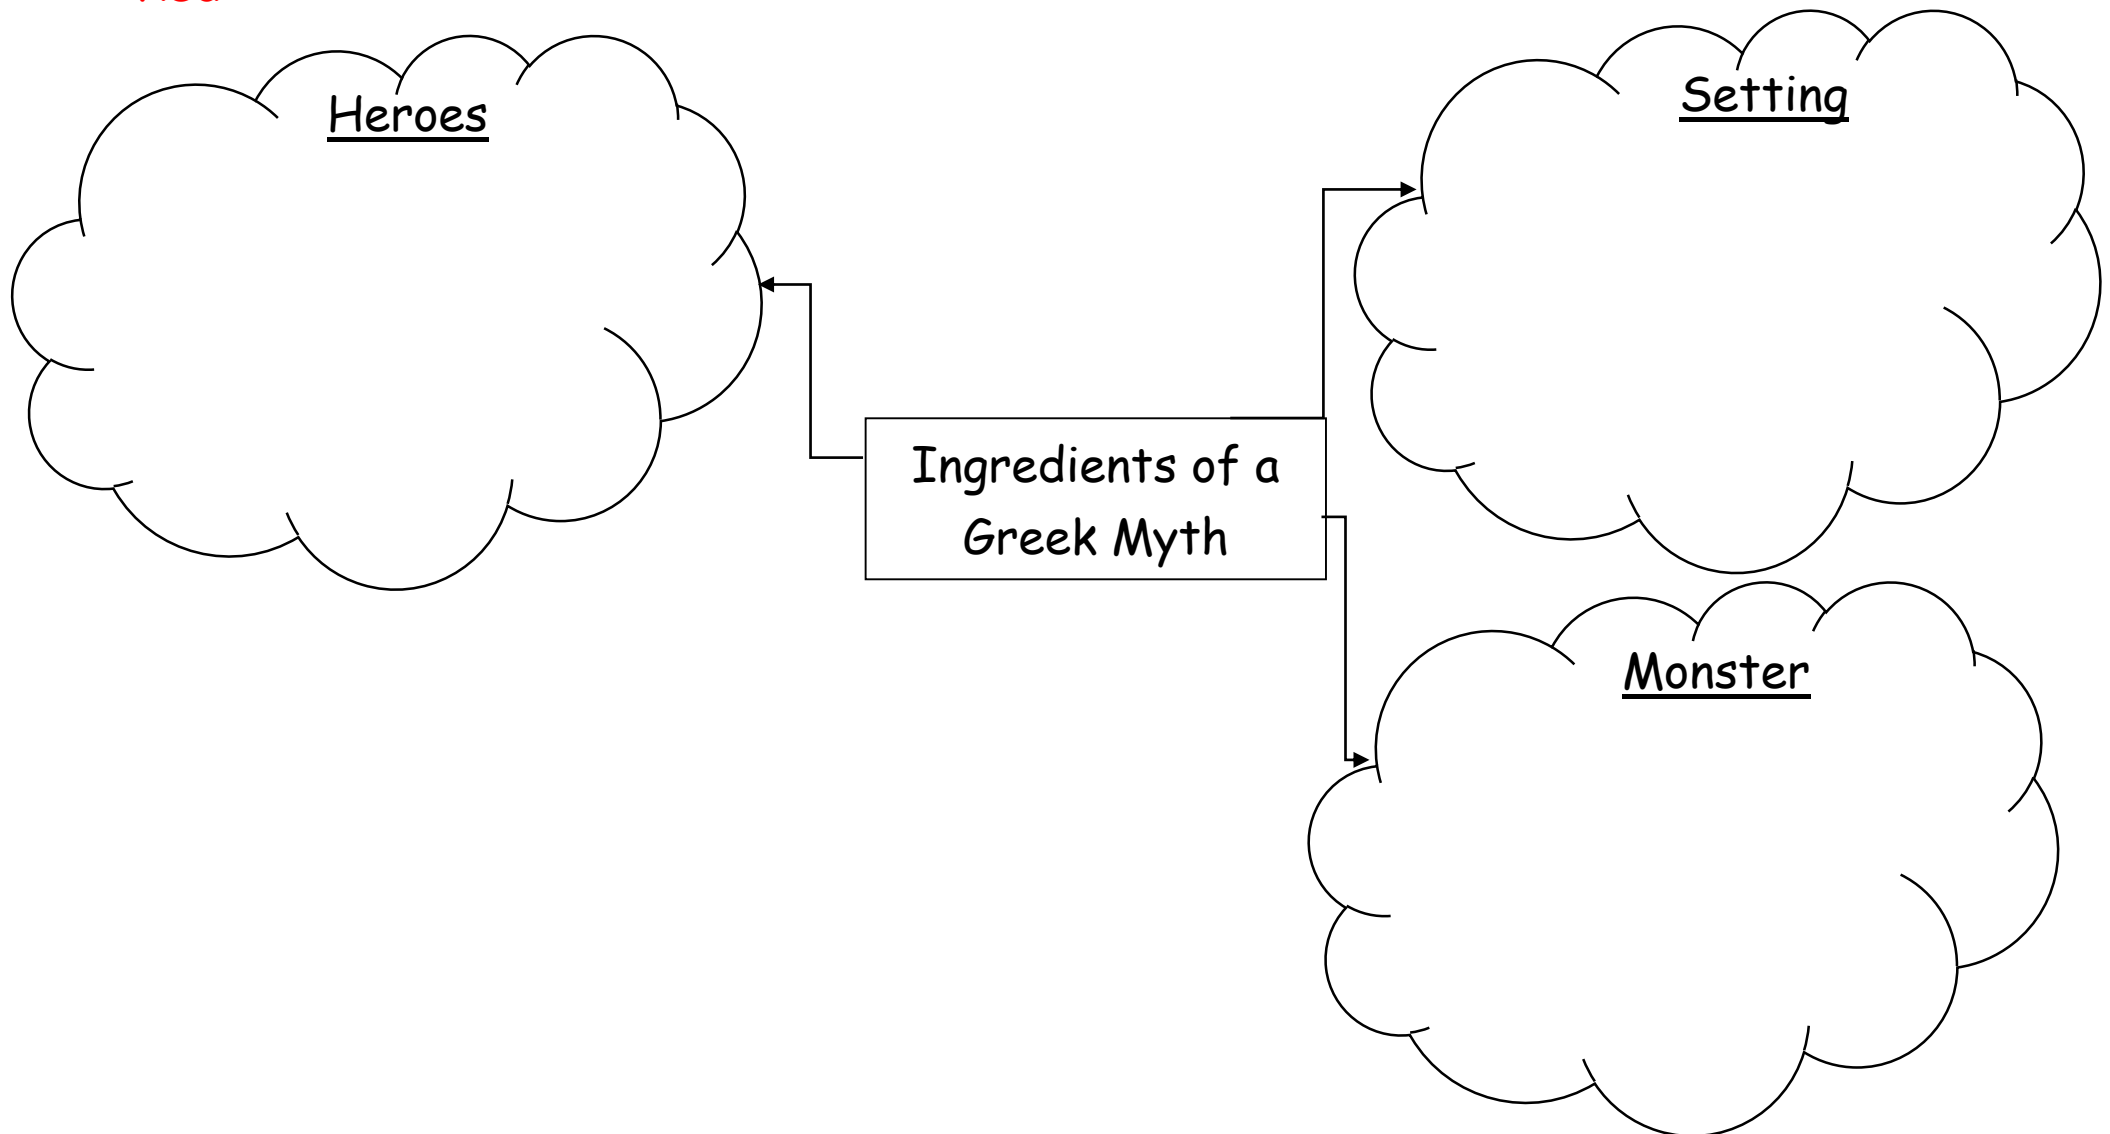 Heroes
Setting
Ingredients of a
Greek Myth
Monster